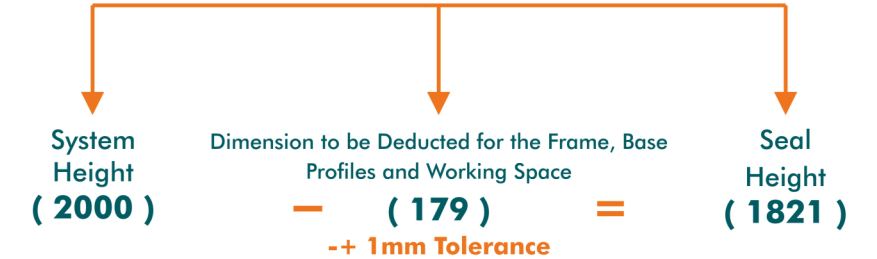 System
Height
( 2000 )
Dimension to be Deducted for the Frame, Base
Profiles and Working Space
– ( 179 ) =
-+ 1mm Tolerance
Seal
Height
( 1821 )